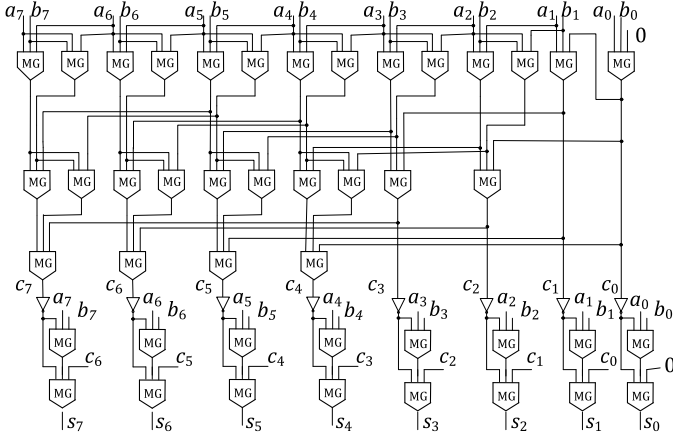 a₇ b₇ a₆ b₆ a₅ b₅ a₄ b₄ a₃ b₃ a₂ b₂ a₁ b₁ a₀ b₀
0
MG MG MG MG MG MG MG MG MG MG MG MG MG MG
MG MG MG MG MG MG MG MG MG MG
MG MG MG MG
c₇ c₆ c₅ c₄ c₃ c₂ c₁ c₀
a₇ b₇ a₆ b₆ a₅ b₅ a₄ b₄ a₃ b₃ a₂ b₂ a₁ b₁ a₀ b₀
MG MG MG MG MG MG MG MG
c₆ c₅ c₄ c₃ c₂ c₁ c₀ 0
MG MG MG MG MG MG MG MG
s₇ s₆ s₅ s₄ s₃ s₂ s₁ s₀